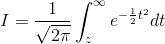 $I = \frac{1}{\sqrt{2\pi}} \int_{z}^{\infty} e^{-\frac{1}{2}t^2} dt$